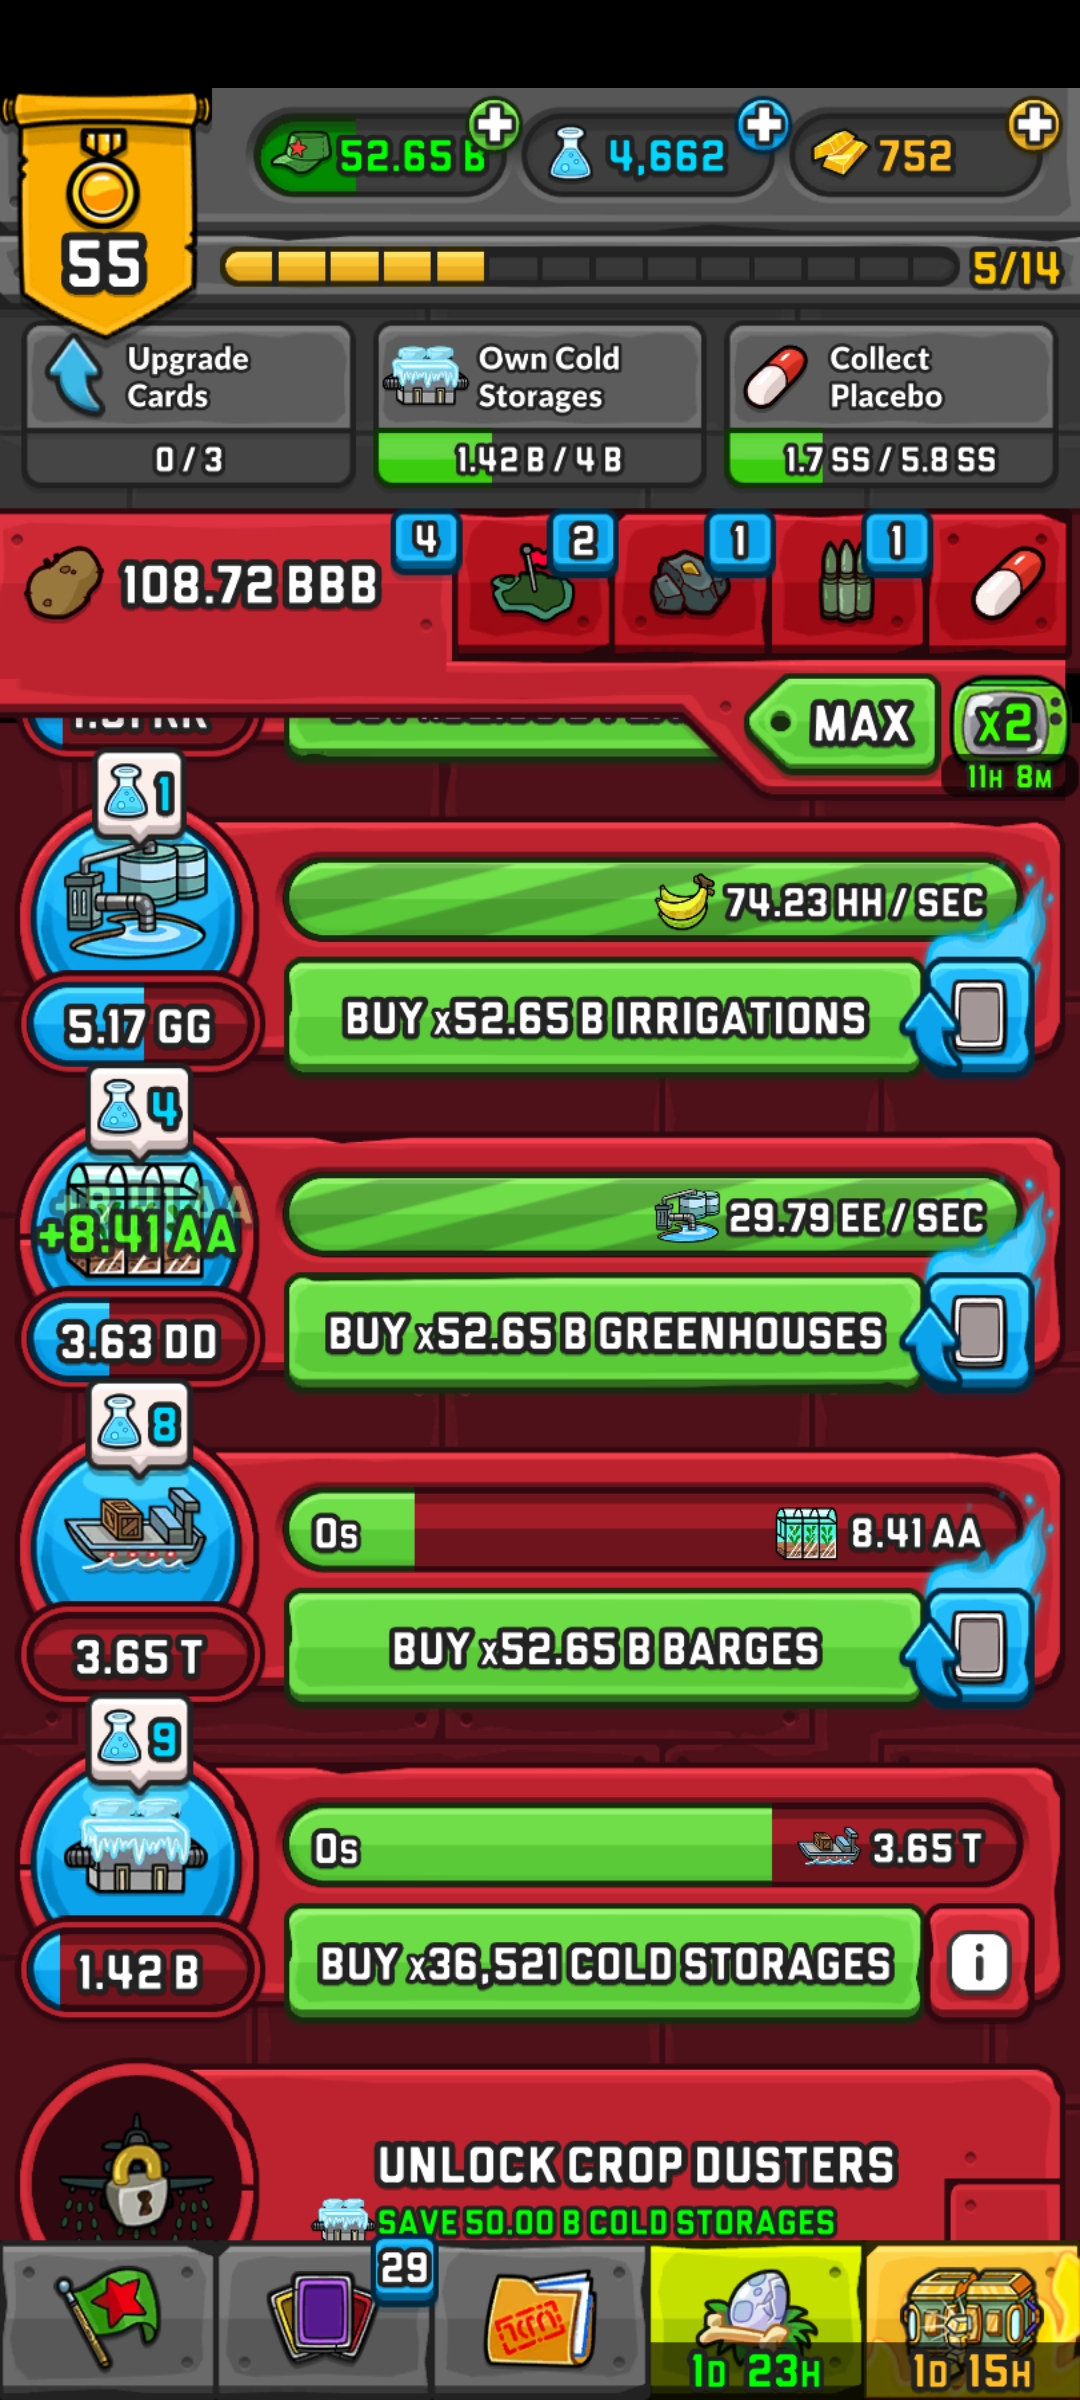 52.65 B
4,662
752
55
5/14
Upgrade
Cards
0 / 3
Own Cold
Storages
1.42 B / 4 B
Collect
Placebo
1.7 SS / 5.8 SS
108.72 BBB
4
2
1
1
MAX
x2
11H 8M
1
74.23 HH / SEC
5.17 GG
BUY x52.65 B IRRIGATIONS
4
+8.41 AA
29.79 EE / SEC
3.63 DD
BUY x52.65 B GREENHOUSES
8
0s
8.41 AA
3.65 T
BUY x52.65 B BARGES
9
0s
3.65 T
1.42 B
BUY x36,521 COLD STORAGES
i
UNLOCK CROP DUSTERS
SAVE 50.00 B COLD STORAGES
29
1D 23H
1D 15H